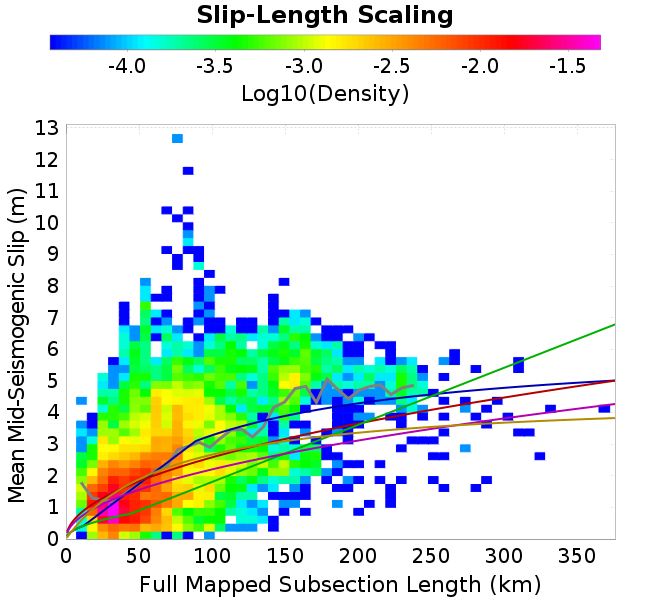 Slip-Length Scaling
-4.0 -3.5 -3.0 -2.5 -2.0 -1.5
Log10(Density)
13
12
11
10
9
8
7
6
5
4
3
2
1
0
Mean Mid-Seismogenic Slip (m)
0 50 100 150 200 250 300 350
Full Mapped Subsection Length (km)